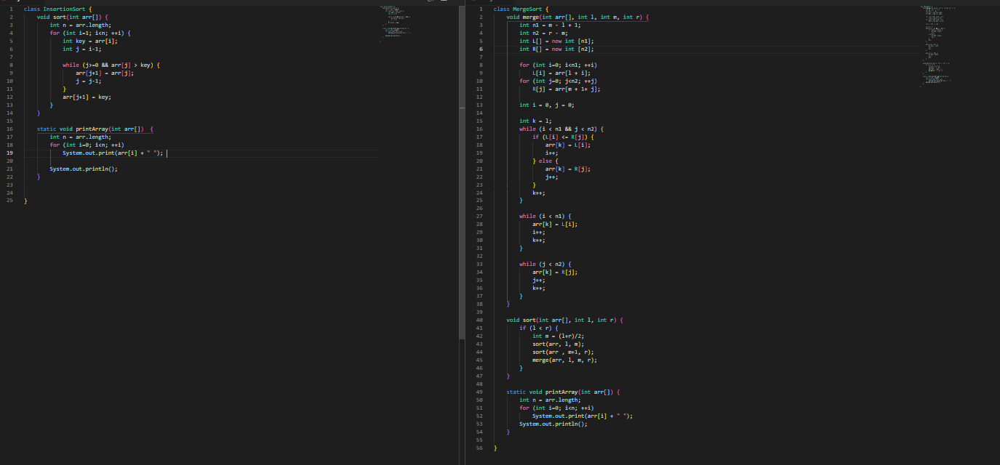 class InsertionSort {
void sort(int arr[]) {
int n = arr.length;
for (int i=1; i<n; ++i) {
int key = arr[i];
int j = i-1;
while (j>=0 && arr[j] > key) {
arr[j+1] = arr[j];
j = j-1;
}
arr[j+1] = key;
}
}
static void printArray(int arr[])  {
int n = arr.length;
for (int i=0; i<n; ++i)
System.out.print(arr[i] + " ");
System.out.println();
}
}
class MergeSort {
void merge(int arr[], int l, int m, int r) {
int n1 = m - l + 1;
int n2 = r - m;
int L[] = new int [n1];
int R[] = new int [n2];
for (int i=0; i<n1; ++i)
L[i] = arr[l + i];
for (int j=0; j<n2; ++j)
R[j] = arr[m + 1+ j];
int i = 0, j = 0;
int k = l;
while (i < n1 && j < n2) {
if (L[i] <= R[j]) {
arr[k] = L[i];
i++;
} else {
arr[k] = R[j];
j++;
}
k++;
}
while (i < n1) {
arr[k] = L[i];
i++;
k++;
}
while (j < n2) {
arr[k] = R[j];
j++;
k++;
}
}
void sort(int arr[], int l, int r) {
if (l < r) {
int m = (l+r)/2;
sort(arr, l, m);
sort(arr , m+1, r);
merge(arr, l, m, r);
}
}
static void printArray(int arr[]) {
int n = arr.length;
for (int i=0; i<n; ++i)
System.out.print(arr[i] + " ");
System.out.println();
}
}